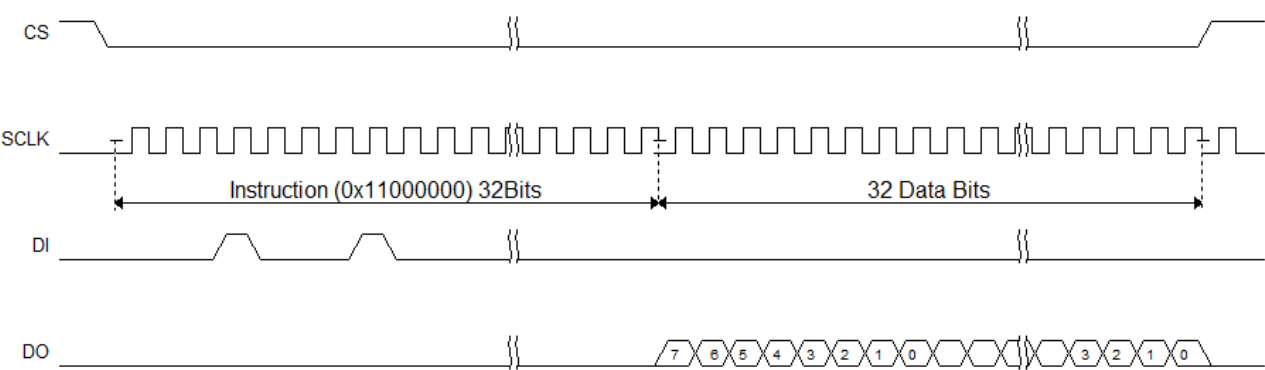 CS
SCLK
Instruction (0x11000000) 32Bits
32 Data Bits
DI
DO
7 6 5 4 3 2 1 0 3 2 1 0